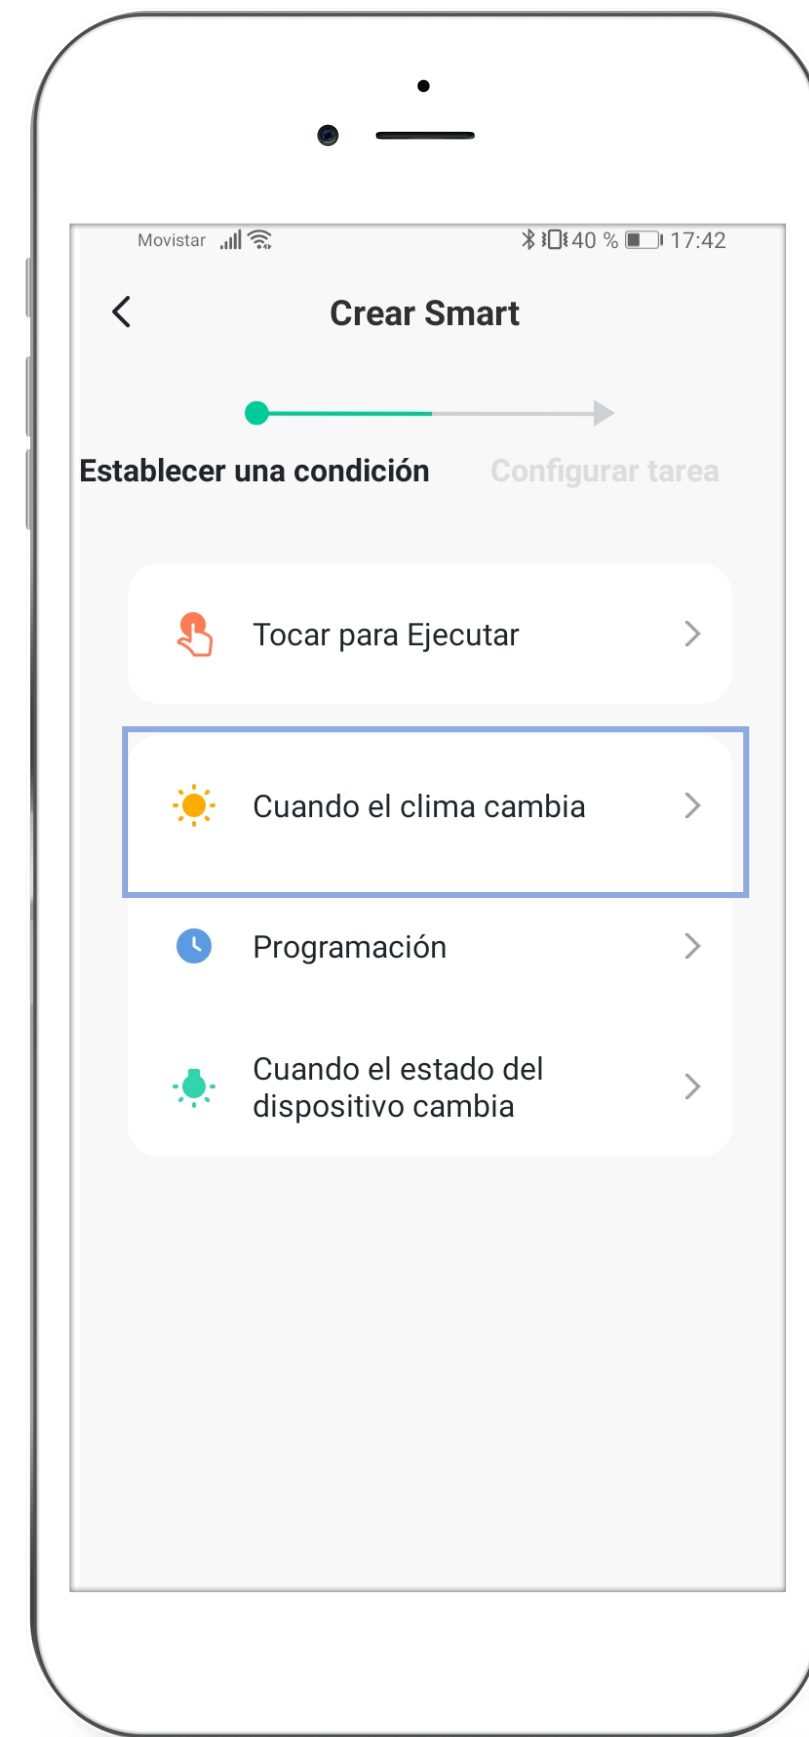 Movistar 40 % 17:42
Crear Smart
Establecer una condición Configurar tarea
Tocar para Ejecutar
Cuando el clima cambia
Programación
Cuando el estado del
dispositivo cambia